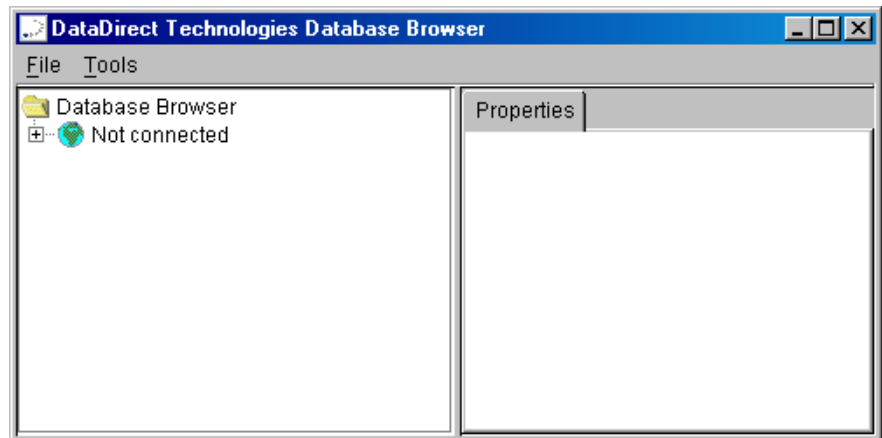 DataDirect Technologies Database Browser
File Tools
Database Browser
Not connected
Properties